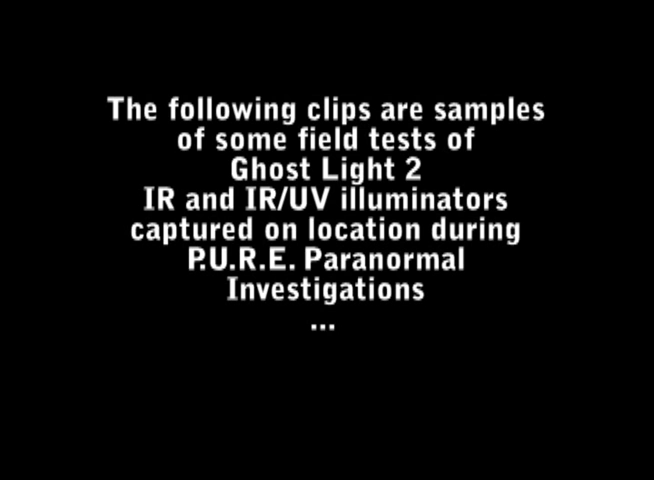 The following clips are samples
of some field tests of
Ghost Light 2
IR and IR/UV illuminators
captured on location during
P.U.R.E. Paranormal
Investigations
...